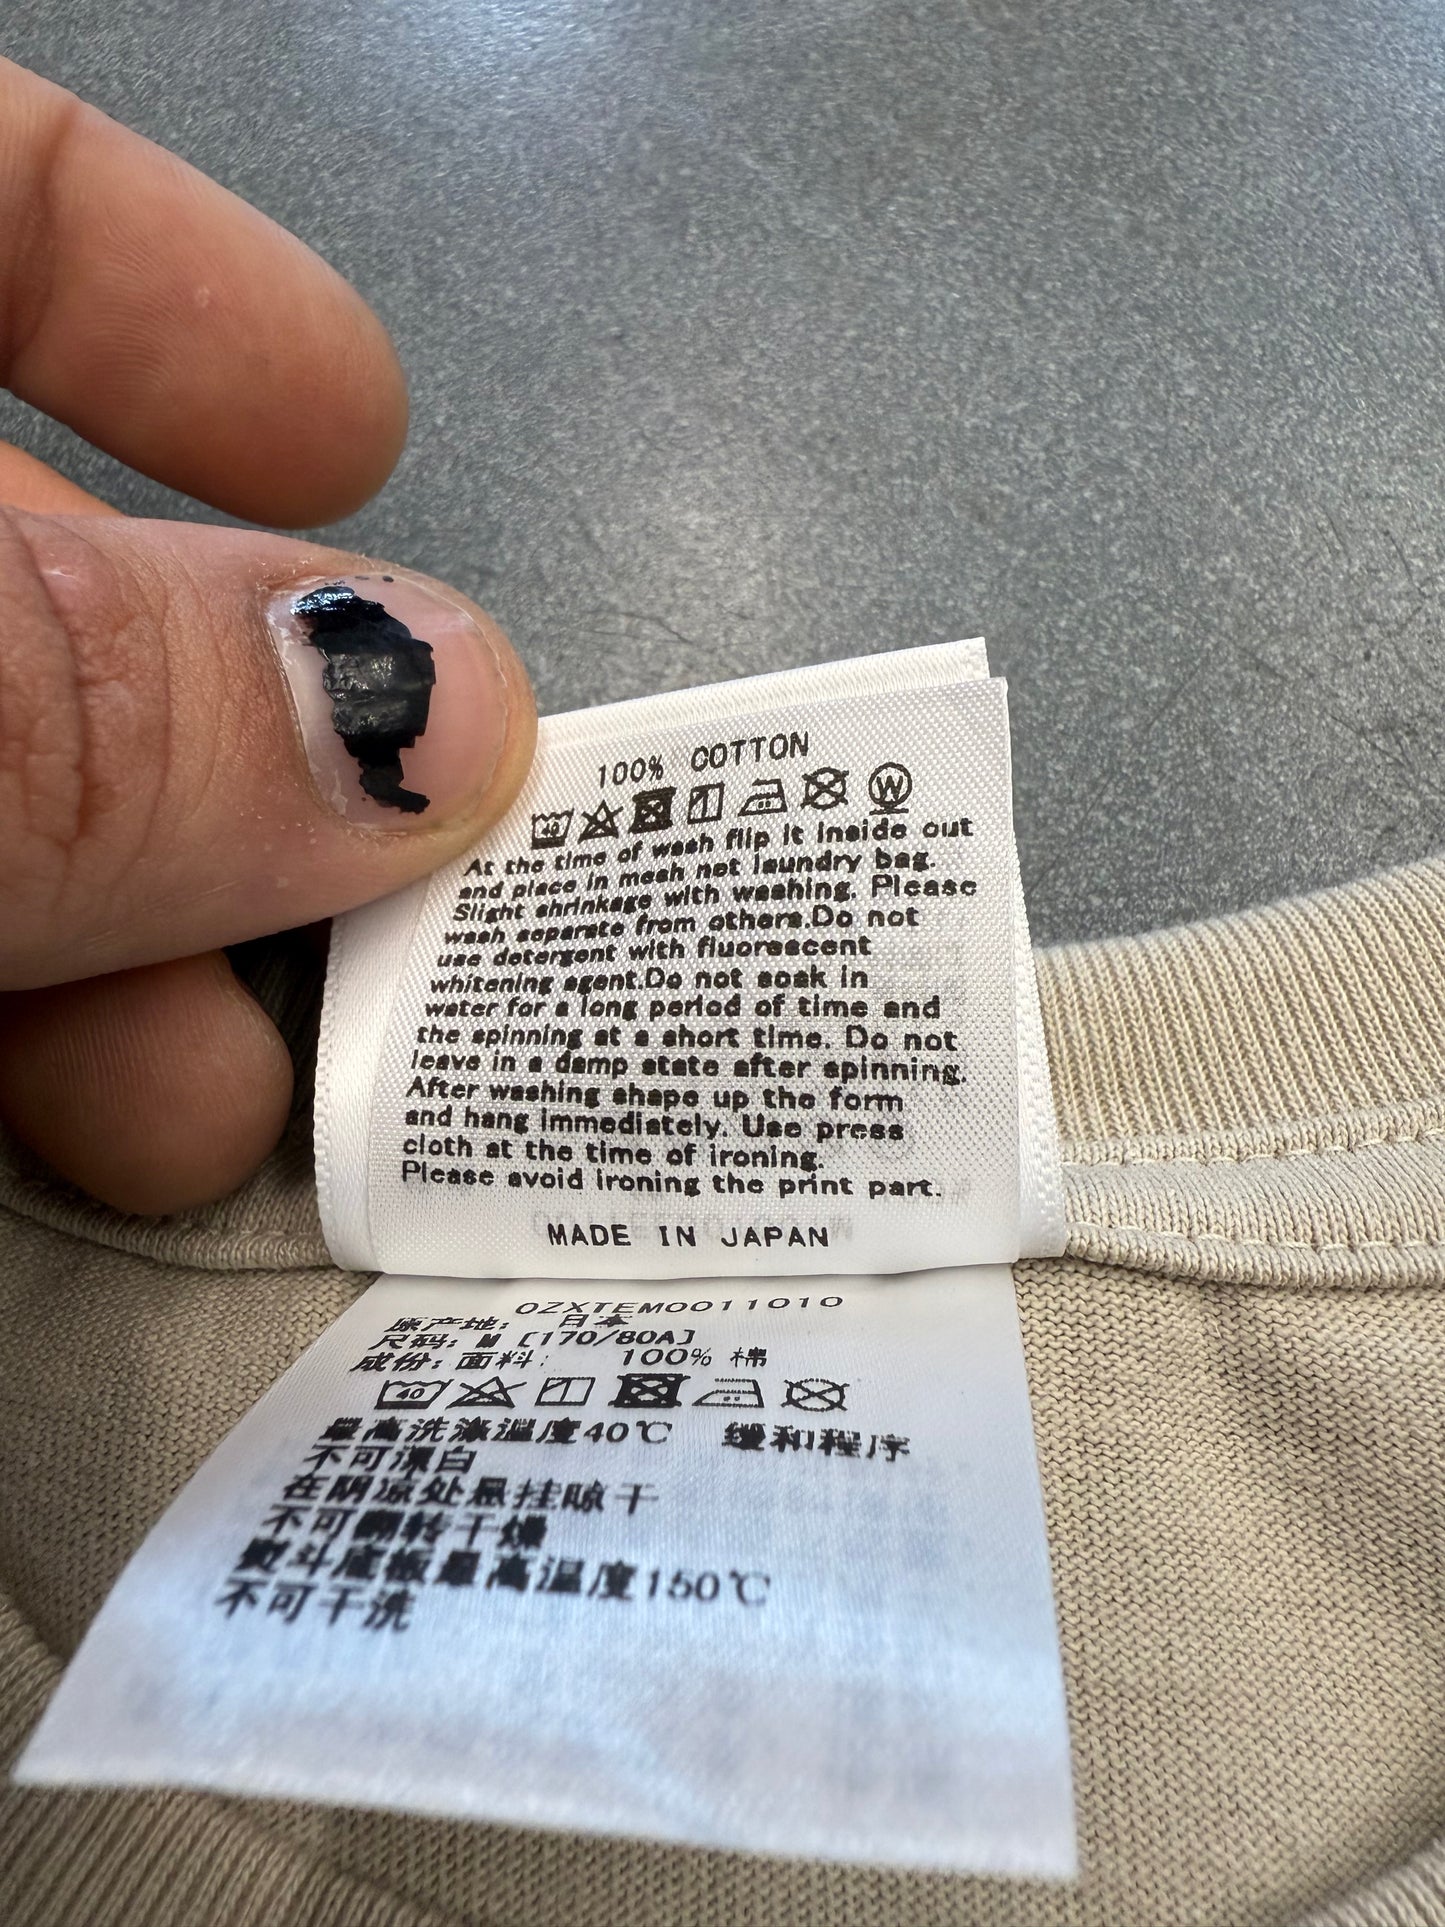 100% COTTON
40
W
At the time of wash flip it inside out
and place in mesh net laundry bag.
Slight shrinkage with washing. Please
wash separate from others.Do not
use detergent with fluorescent
whitening agent.Do not soak in
water for a long period of time and
the spinning at a short time. Do not
leave in a damp state after spinning.
After washing shape up the form
and hang immediately. Use press
cloth at the time of ironing.
Please avoid ironing the print part.
MADE IN JAPAN
0ZXTEM0011010
原产地: 日本
尺码: M [170/80A]
成份: 面料: 100% 棉
40
最高洗涤温度40℃ 缓和程序
不可漂白
在阴凉处悬挂晾干
不可翻转干燥
熨斗底板最高温度150℃
不可干洗